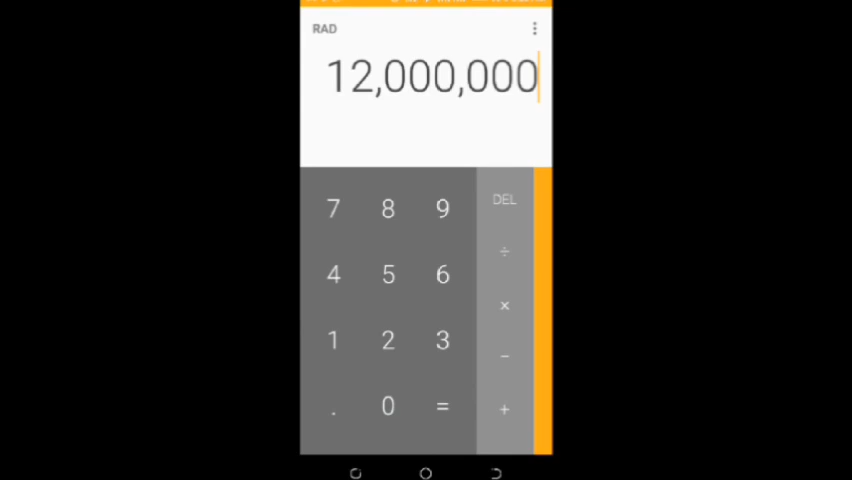 RAD
12,000,000
7 8 9 DEL
÷
4 5 6
×
1 2 3
−
. 0 = +